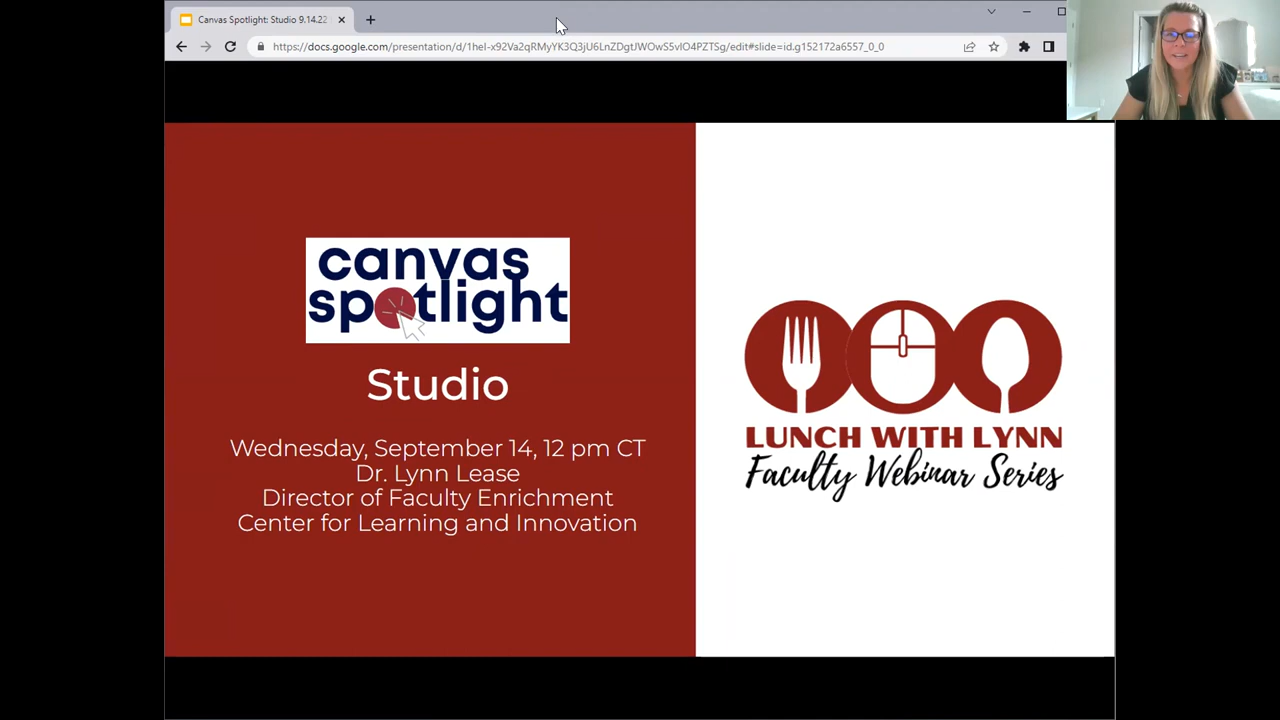 Canvas Spotlight: Studio 9.14.22
https://docs.google.com/presentation/d/1hel-x92Va2qRMyYK3Q3jU6LnZDgtJWOwS5vIO4PZTSg/edit#slide=id.g152172a6557_0_0
canvas
spotlight
Studio
Wednesday, September 14, 12 pm CT
Dr. Lynn Lease
Director of Faculty Enrichment
Center for Learning and Innovation
LUNCH WITH LYNN
Faculty Webinar Series